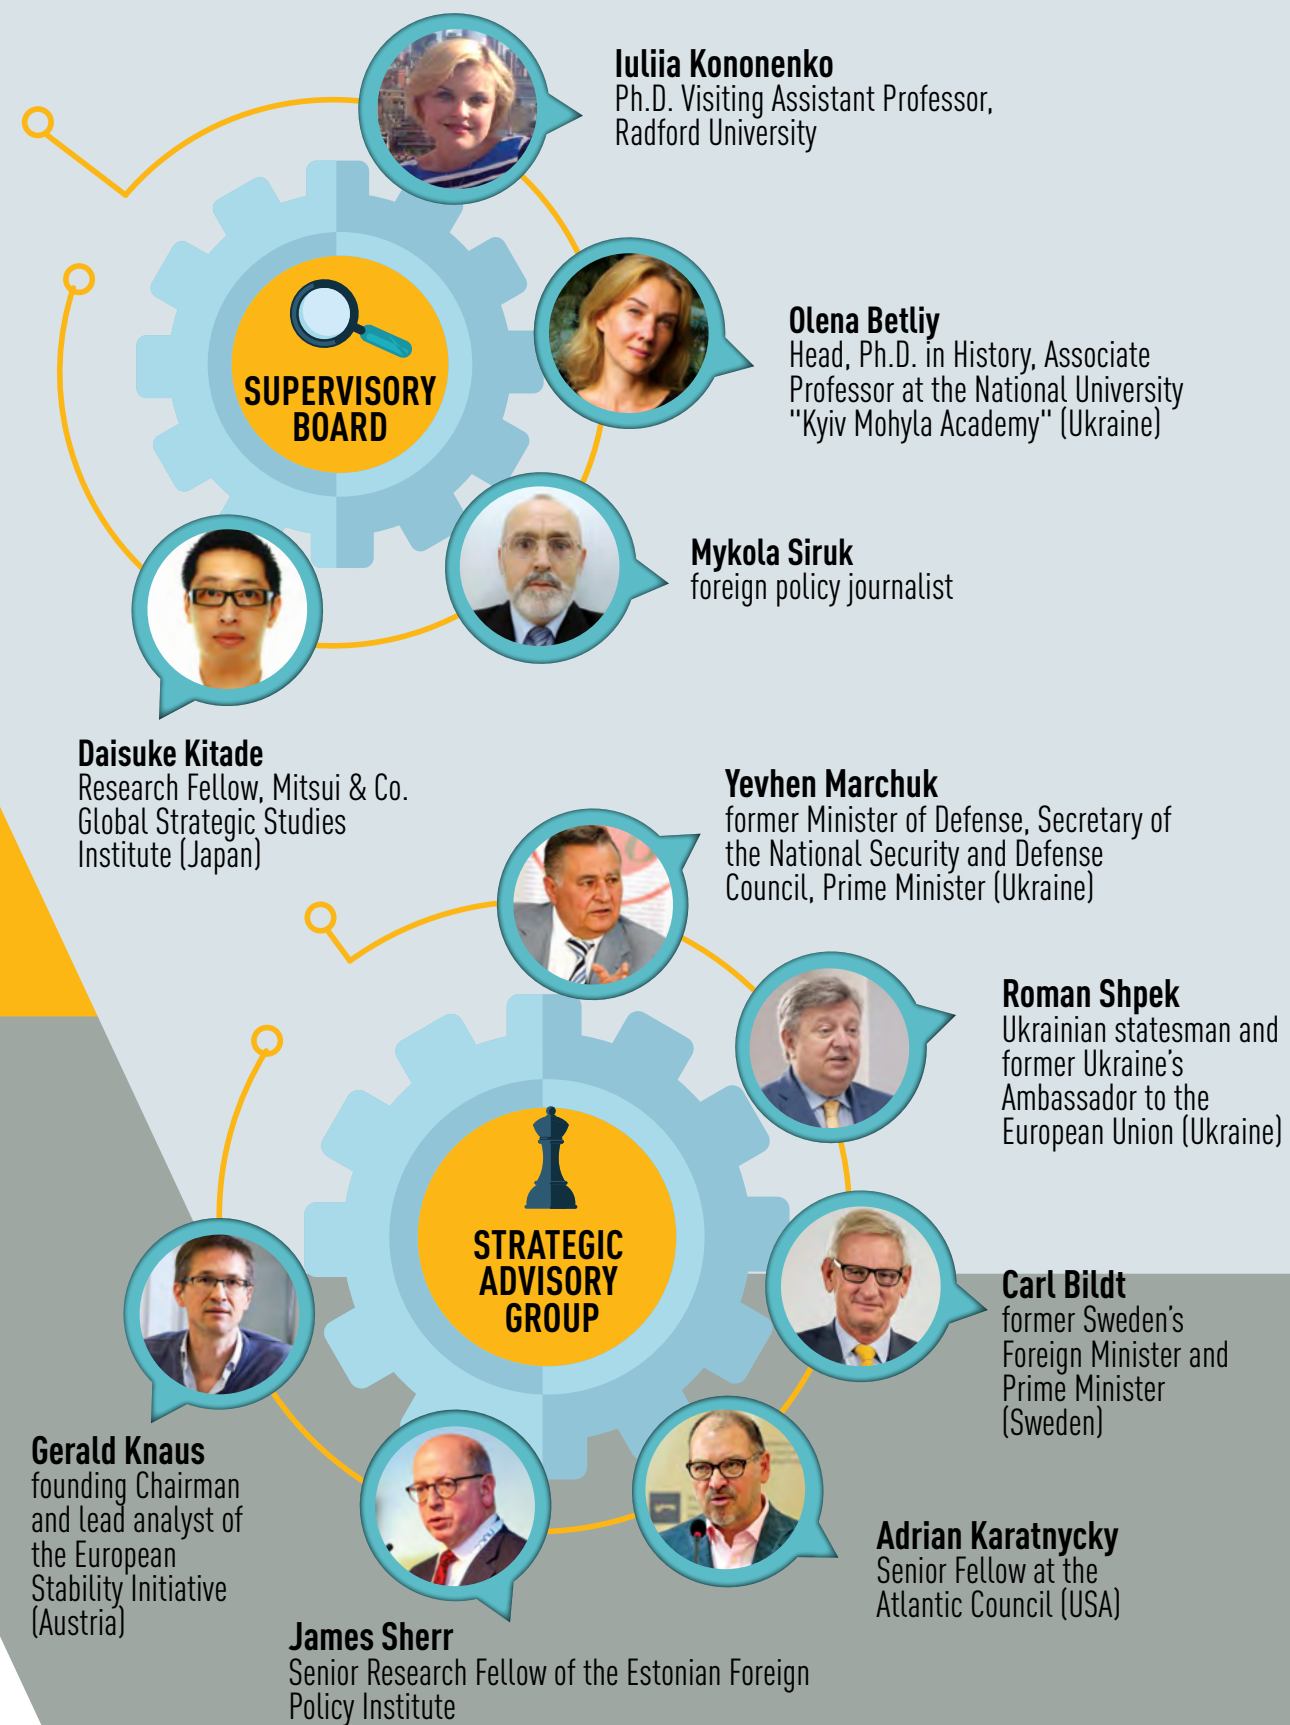 Iuliia Kononenko
Ph.D. Visiting Assistant Professor,
Radford University
SUPERVISORY
BOARD
Olena Betliy
Head, Ph.D. in History, Associate
Professor at the National University
"Kyiv Mohyla Academy" (Ukraine)
Mykola Siruk
foreign policy journalist
Daisuke Kitade
Research Fellow, Mitsui & Co.
Global Strategic Studies
Institute (Japan)
Yevhen Marchuk
former Minister of Defense, Secretary of
the National Security and Defense
Council, Prime Minister (Ukraine)
Roman Shpek
Ukrainian statesman and
former Ukraine's
Ambassador to the
European Union (Ukraine)
STRATEGIC
ADVISORY
GROUP
Carl Bildt
former Sweden's
Foreign Minister and
Prime Minister
(Sweden)
Gerald Knaus
founding Chairman
and lead analyst of
the European
Stability Initiative
(Austria)
Adrian Karatnycky
Senior Fellow at the
Atlantic Council (USA)
James Sherr
Senior Research Fellow of the Estonian Foreign
Policy Institute